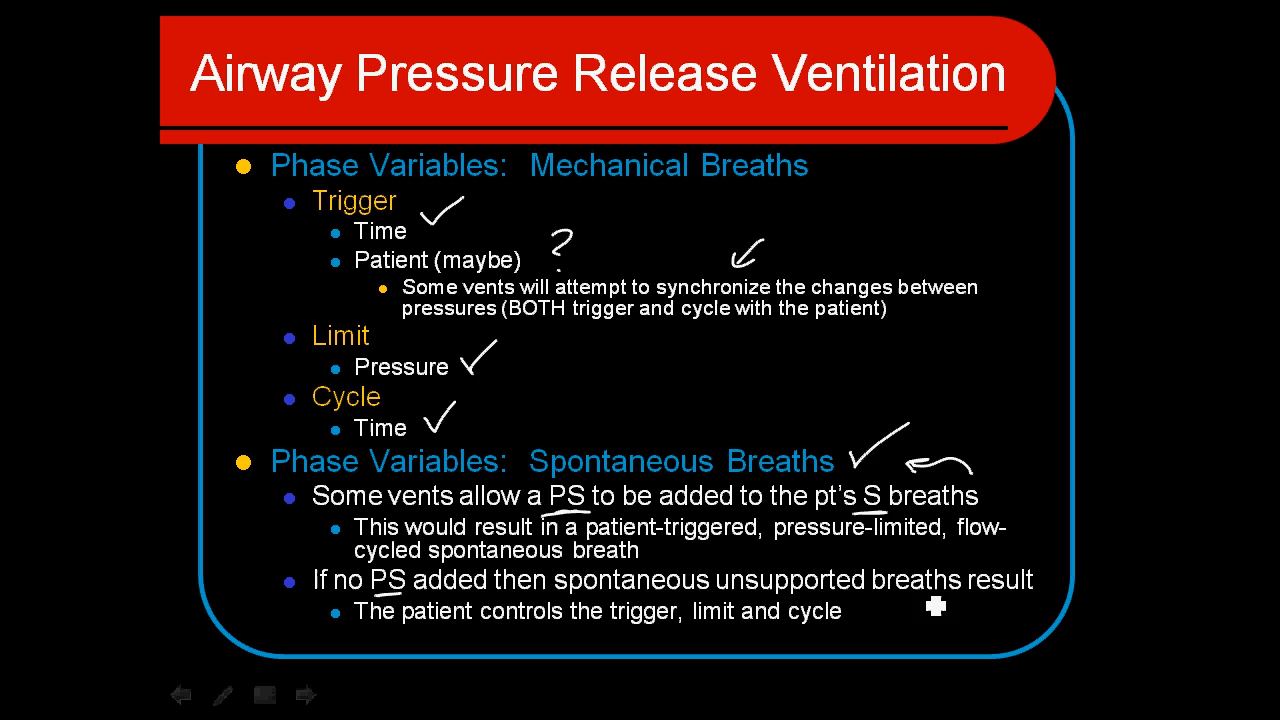 Airway Pressure Release Ventilation
Phase Variables: Mechanical Breaths
Trigger
Time
Patient (maybe) ?
Some vents will attempt to synchronize the changes between
pressures (BOTH trigger and cycle with the patient)
Limit
Pressure
Cycle
Time
Phase Variables: Spontaneous Breaths
Some vents allow a PS to be added to the pt's S breaths
This would result in a patient-triggered, pressure-limited, flow-
cycled spontaneous breath
If no PS added then spontaneous unsupported breaths result
The patient controls the trigger, limit and cycle